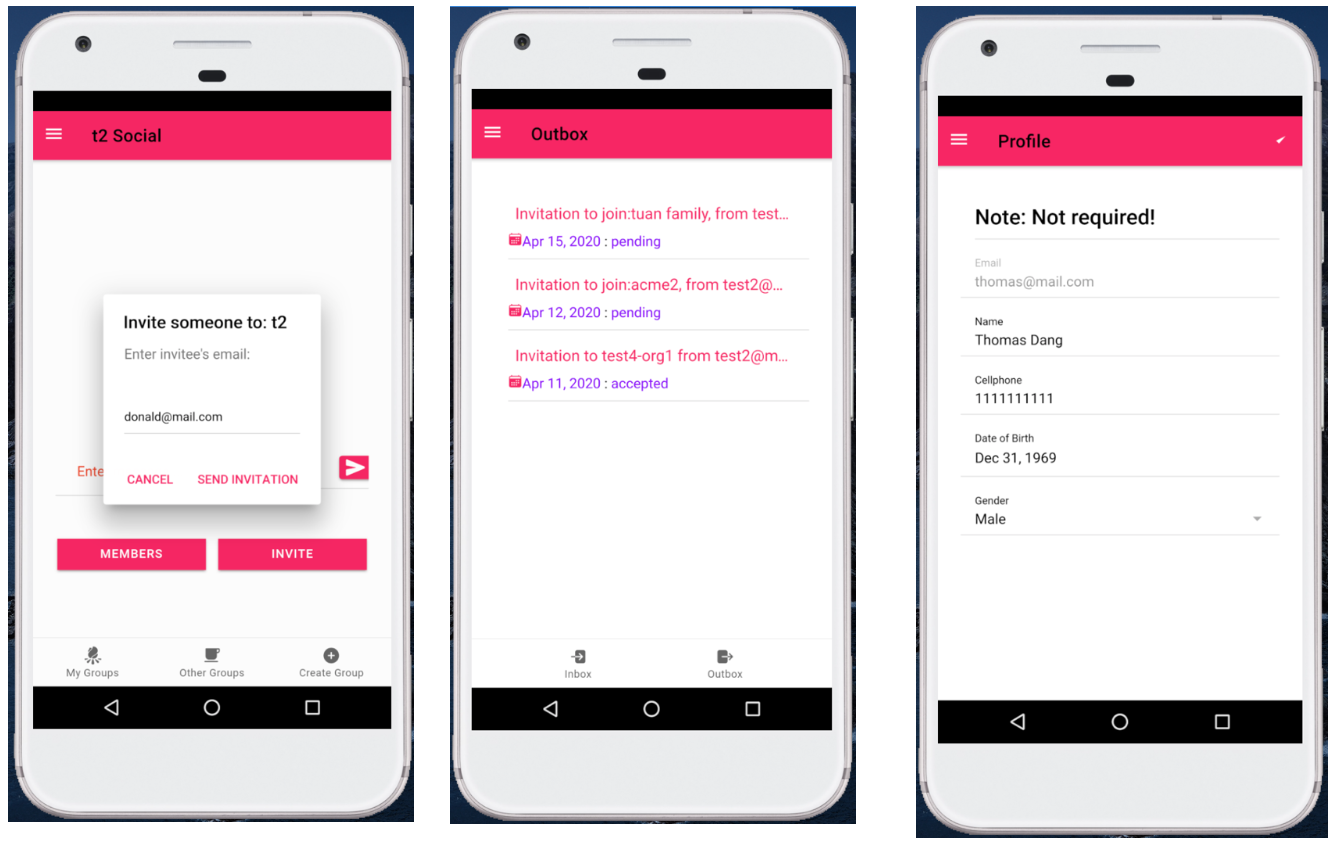 t2 Social
Invite someone to: t2
Enter invitee's email:
donald@mail.com
Ente
CANCEL SEND INVITATION
MEMBERS INVITE
My Groups Other Groups Create Group
Outbox
Invitation to join:tuan family, from test...
Apr 15, 2020 : pending
Invitation to join:acme2, from test2@...
Apr 12, 2020 : pending
Invitation to test4-org1 from test2@m...
Apr 11, 2020 : accepted
Inbox Outbox
Profile
Note: Not required!
Email
thomas@mail.com
Name
Thomas Dang
Cellphone
1111111111
Date of Birth
Dec 31, 1969
Gender
Male